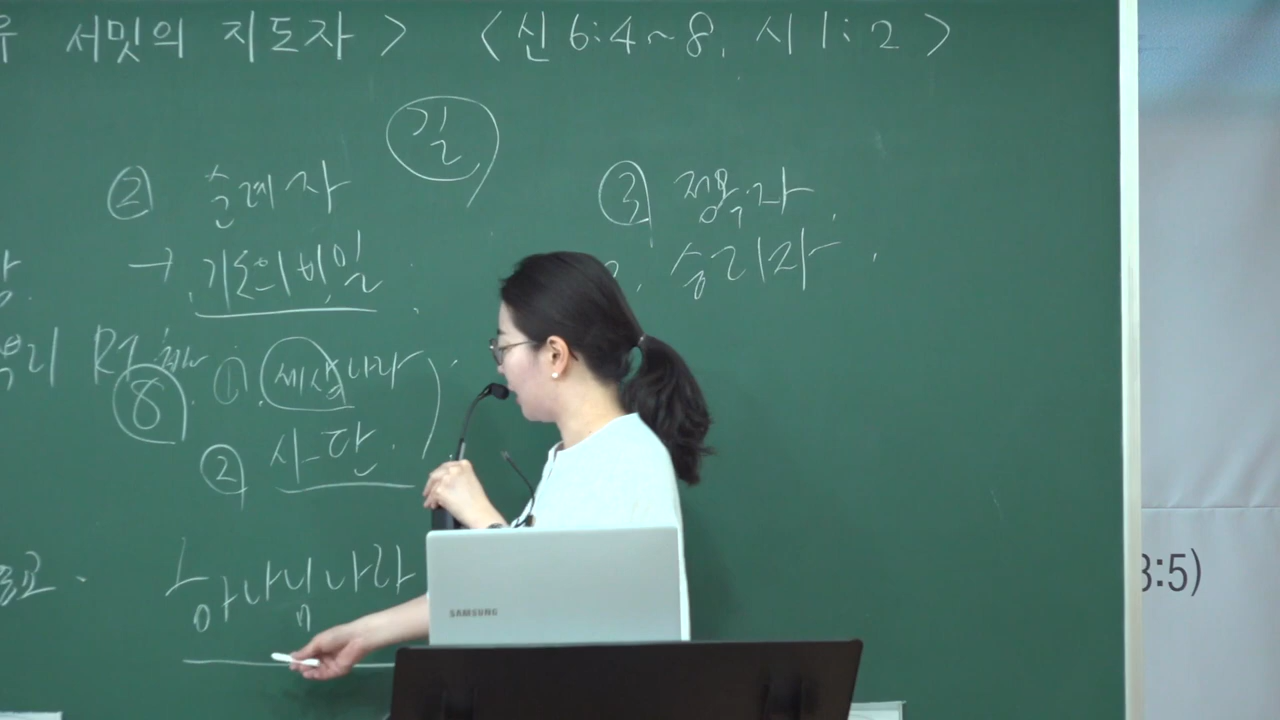 서밋의 지도자 > <신 6:4~8, 시 1:2>
길
② 순례자
③ 정복자.
→ 기도의 비밀.
승리자.
① 세상나라
⑧
② 사단.
하나님나라
SAMSUNG
3:5)